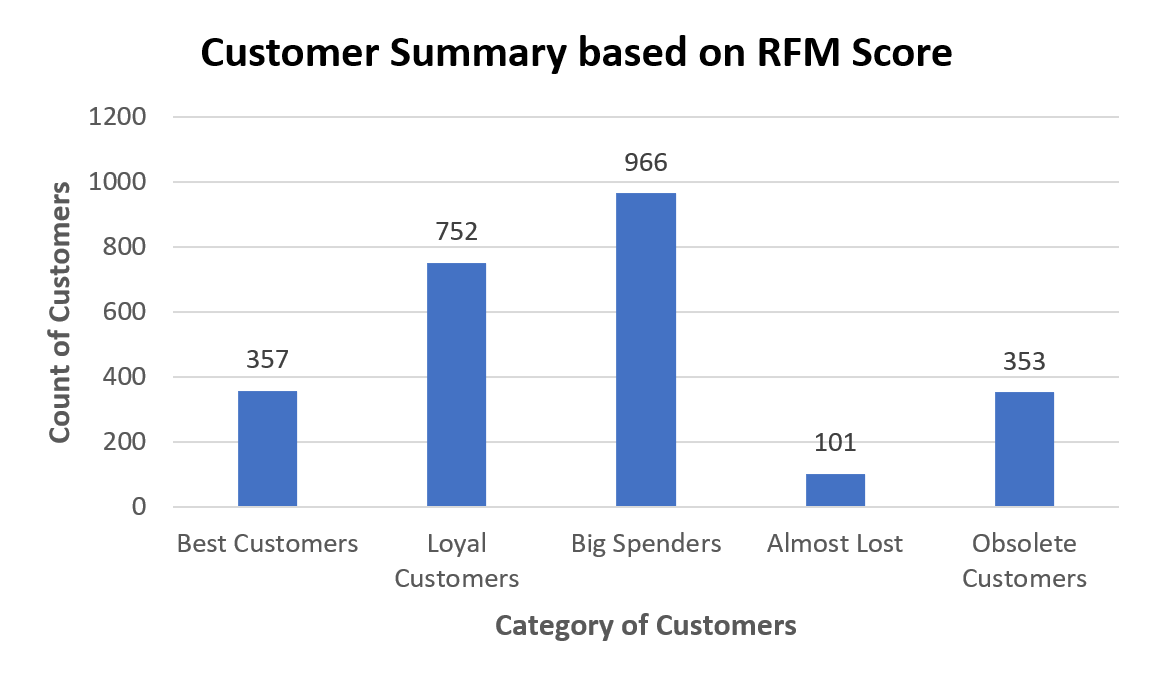 Customer Summary based on RFM Score
1200
1000
800
600
400
200
0
Count of Customers
357
752
966
101
353
Best Customers
Loyal
Customers
Big Spenders
Almost Lost
Obsolete
Customers
Category of Customers